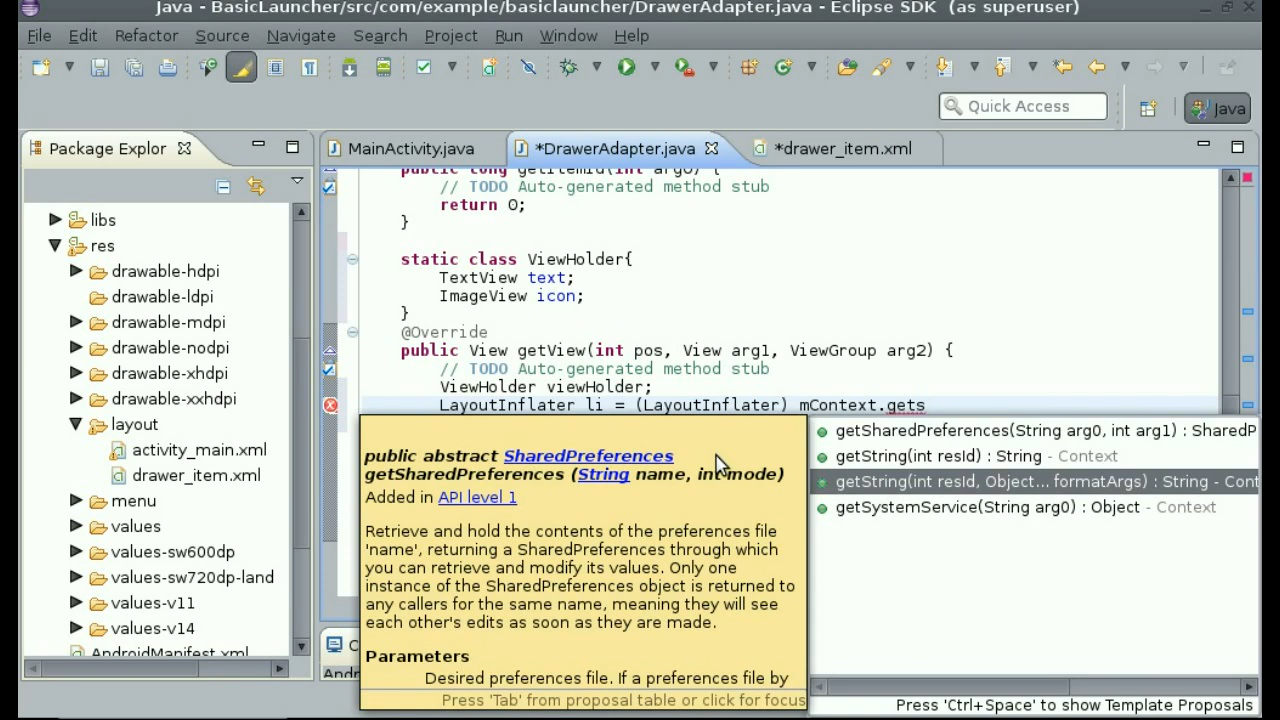 Java - BasicLauncher/src/com/example/basiclauncher/DrawerAdapter.java - Eclipse SDK (as superuser)
File Edit Refactor Source Navigate Search Project Run Window Help
Quick Access
Java
Package Explor
MainActivity.java
*DrawerAdapter.java
*drawer_item.xml
libs
res
drawable-hdpi
drawable-ldpi
drawable-mdpi
drawable-nodpi
drawable-xhdpi
drawable-xxhdpi
layout
activity_main.xml
drawer_item.xml
menu
values
values-sw600dp
values-sw720dp-land
values-v11
values-v14
AndroidManifest.xml
public long getItemId(int arg0) {
// TODO Auto-generated method stub
return 0;
}
static class ViewHolder{
TextView text;
ImageView icon;
}
@Override
public View getView(int pos, View arg1, ViewGroup arg2) {
// TODO Auto-generated method stub
ViewHolder viewHolder;
LayoutInflater li = (LayoutInflater) mContext.gets
public abstract SharedPreferences
getSharedPreferences (String name, int mode)
Added in API level 1
Retrieve and hold the contents of the preferences file
'name', returning a SharedPreferences through which
you can retrieve and modify its values. Only one
instance of the SharedPreferences object is returned to
any callers for the same name, meaning they will see
each other's edits as soon as they are made.
Parameters
Desired preferences file. If a preferences file by
Press 'Tab' from proposal table or click for focus
getSharedPreferences(String arg0, int arg1) : SharedP
getString(int resId) : String - Context
getString(int resId, Object... formatArgs) : String - Cont
getSystemService(String arg0) : Object - Context
Press 'Ctrl+Space' to show Template Proposals
C
Andr